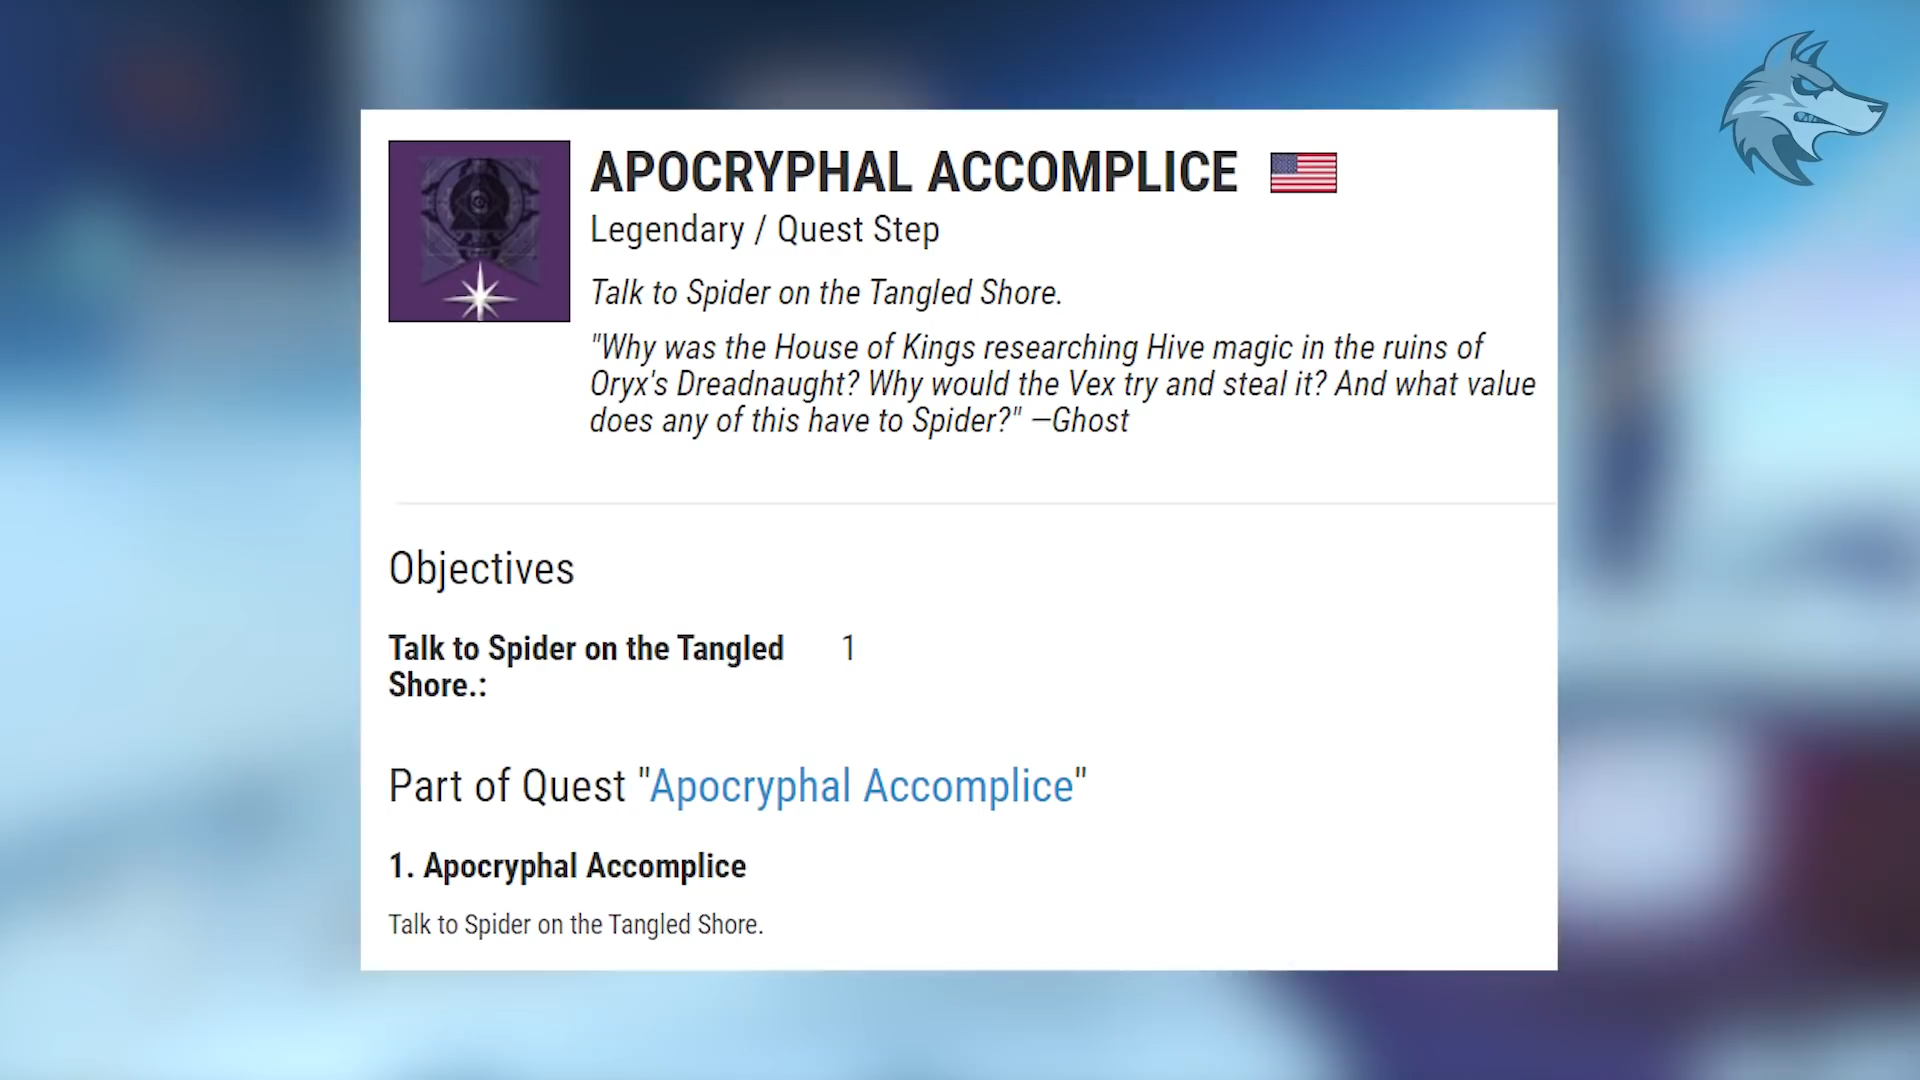 APOCRYPHAL ACCOMPLICE
Legendary / Quest Step
Talk to Spider on the Tangled Shore.
"Why was the House of Kings researching Hive magic in the ruins of
Oryx's Dreadnaught? Why would the Vex try and steal it? And what value
does any of this have to Spider?" —Ghost
Objectives
Talk to Spider on the Tangled 1
Shore.:
Part of Quest "Apocryphal Accomplice"
1. Apocryphal Accomplice
Talk to Spider on the Tangled Shore.